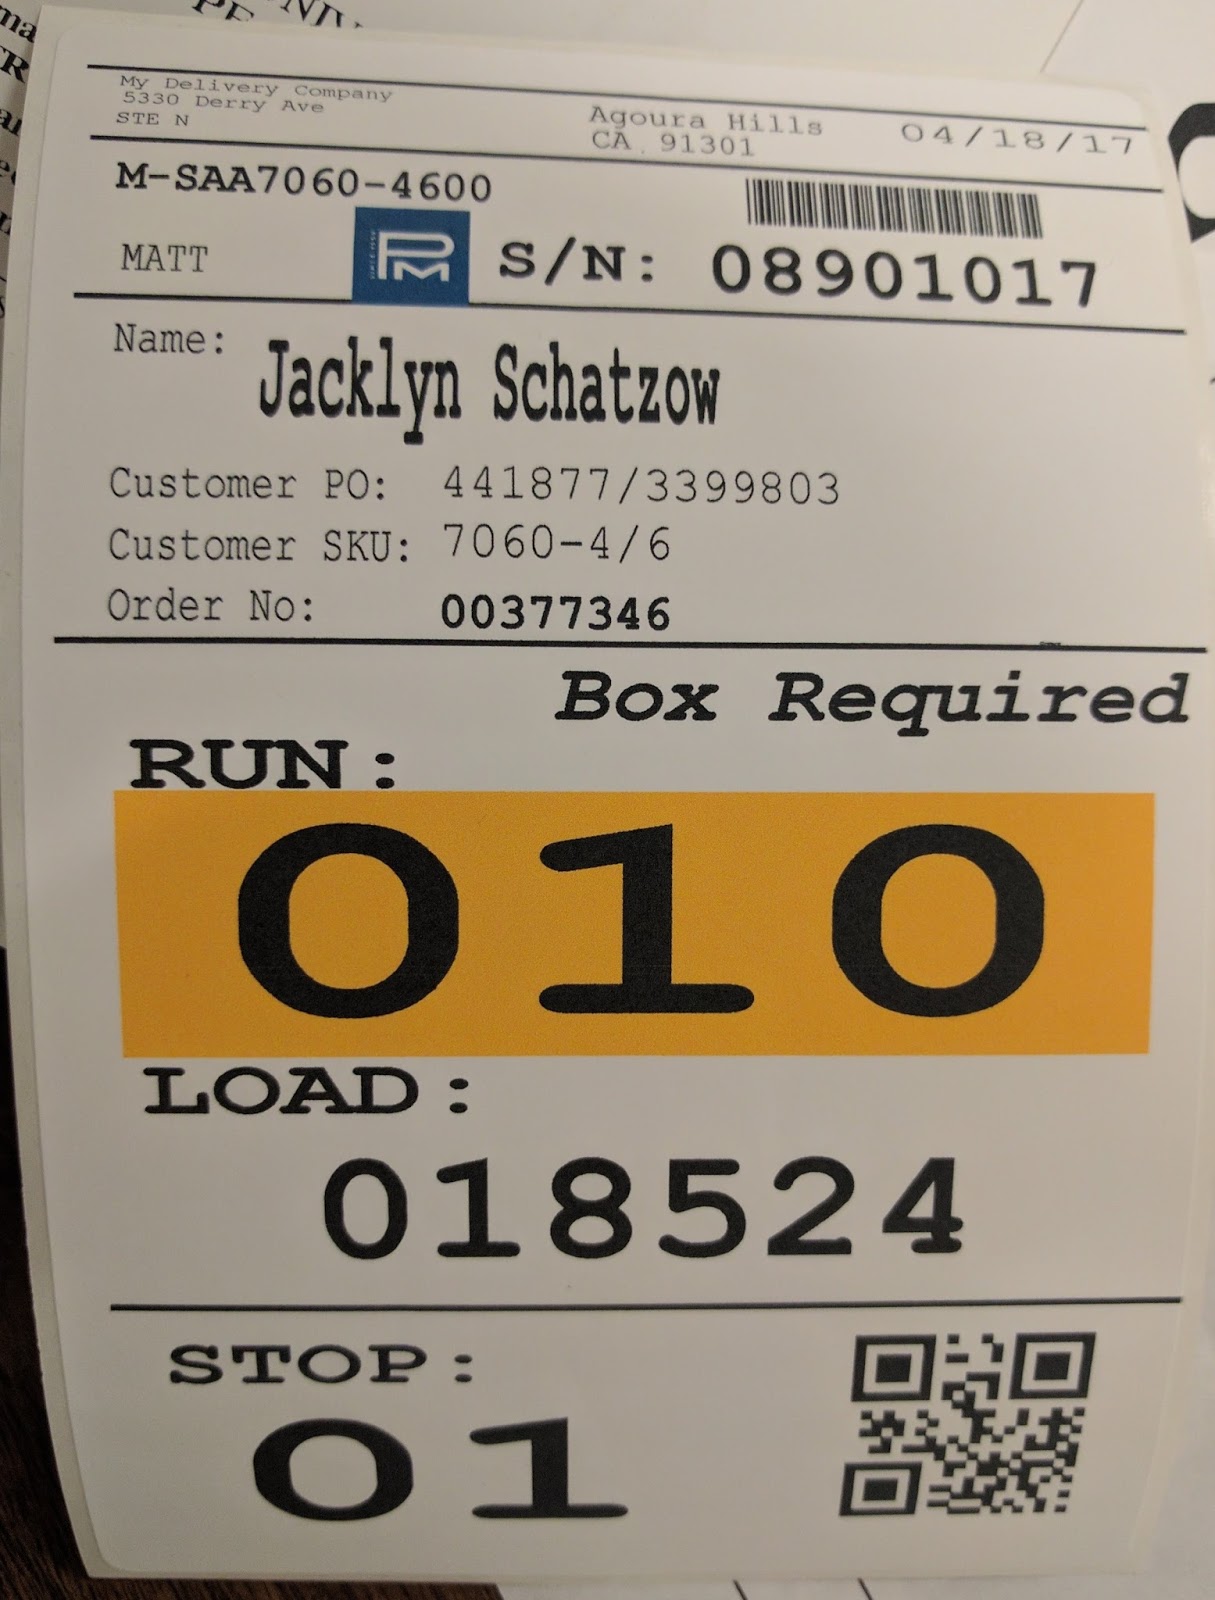 My Delivery Company
5330 Derry Ave
STE N
Agoura Hills
CA 91301
04/18/17
M-SAA7060-4600
MATT
PM
S/N: 08901017
Name: Jacklyn Schatzow
Customer PO: 441877/3399803
Customer SKU: 7060-4/6
Order No: 00377346
Box Required
RUN:
010
LOAD:
018524
STOP:
01